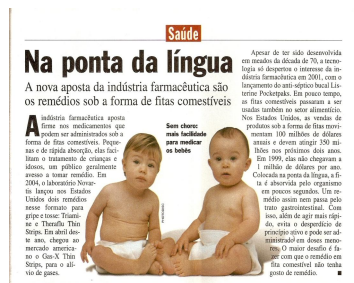 Saúde
Na ponta da língua
A nova aposta da indústria farmacêutica são
os remédios sob a forma de fitas comestíveis
A indústria farmacêutica aposta
firme nos medicamentos que
podem ser administrados sob a
forma de fitas comestíveis. Peque-
nas e de rápida absorção, elas faci-
litam o tratamento de crianças e
idosos, um público geralmente
avesso a tomar remédio. Em
2004, o laboratório Novar-
tis lançou nos Estados
Unidos dois remédios
nesse formato para
gripe e tosse: Triami-
nic e Theraflu Thin
Strips. Em abril des-
te ano, chegou ao
mercado america-
no o Gas-X Thin
Strips, para o alí-
vio de gases.
Sem choro:
mais facilidade
para medicar
os bebês
Apesar de ter sido desenvolvida
em meados da década de 70, a tecno-
logia só despertou o interesse da in-
dústria farmacêutica em 2001, com o
lançamento do anti-séptico bucal Lis-
terine Pocketpaks. Em pouco tempo,
as fitas comestíveis passaram a ser
usadas também no setor alimentício.
Nos Estados Unidos, as vendas de
produtos sob a forma de fitas movi-
mentam 100 milhões de dólares
anuais e devem atingir 350 mi-
lhões nos próximos dois anos.
Em 1999, elas não chegavam a
1 milhão de dólares por ano.
Colocada na ponta da língua, a fi-
ta é absorvida pelo organismo
em poucos segundos. Um re-
médio assim nem passa pelo
trato gastrintestinal. Com
isso, além de agir mais rápi-
do, evita o desperdício de
princípio ativo e pode ser ad-
ministrado em doses meno-
res. O maior desafio é fa-
zer com que o remédio em
fita comestível não tenha
gosto de remédio.